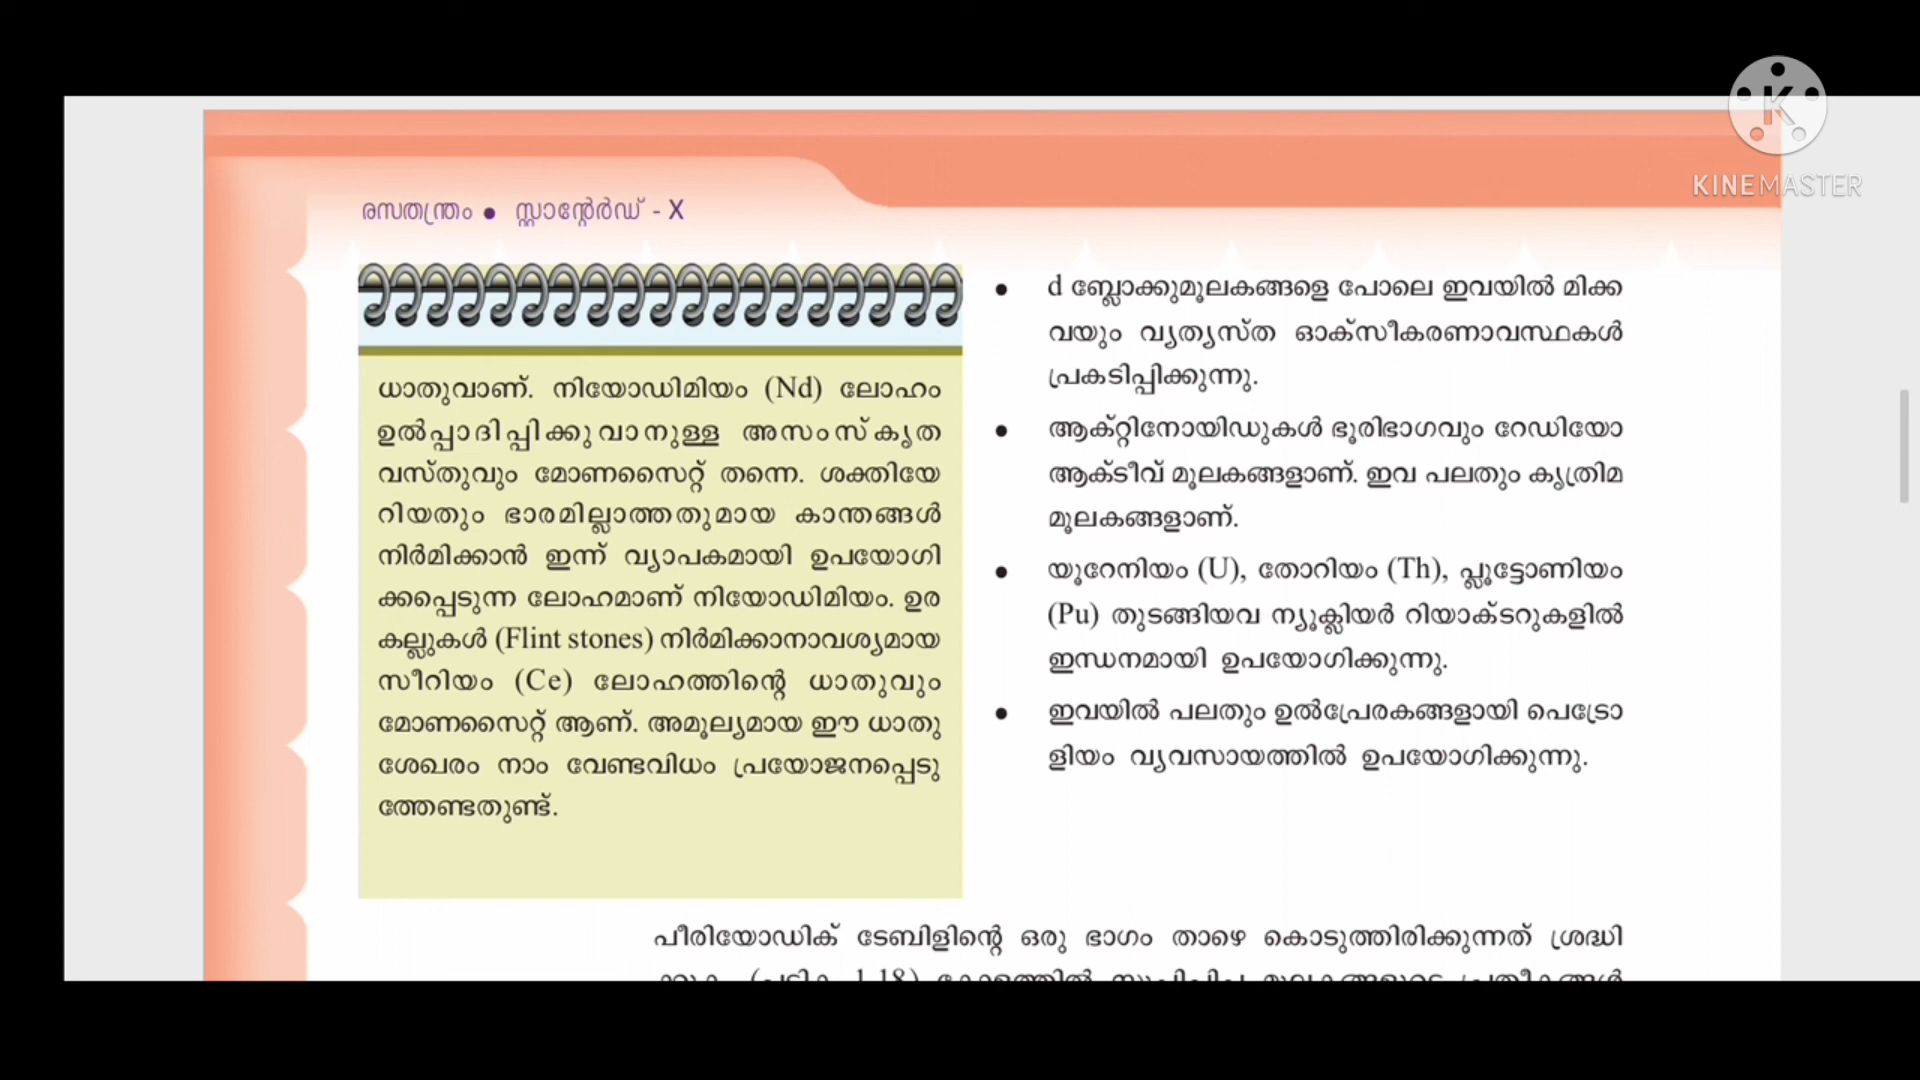 രസതന്ത്രം ● സ്റ്റാന്റേർഡ് - X
ധാതുവാണ്. നിയോഡിമിയം (Nd) ലോഹം
ഉൽപ്പാദിപ്പിക്കുവാനുള്ള അസംസ്കൃത
വസ്തുവും മോണസൈറ്റ് തന്നെ. ശക്തിയേ
റിയതും ഭാരമില്ലാത്തതുമായ കാന്തങ്ങൾ
നിർമിക്കാൻ ഇന്ന് വ്യാപകമായി ഉപയോഗി
ക്കപ്പെടുന്ന ലോഹമാണ് നിയോഡിമിയം. ഉര
കല്ലുകൾ (Flint stones) നിർമിക്കാനാവശ്യമായ
സീറിയം (Ce) ലോഹത്തിന്റെ ധാതുവും
മോണസൈറ്റ് ആണ്. അമൂല്യമായ ഈ ധാതു
ശേഖരം നാം വേണ്ടവിധം പ്രയോജനപ്പെടു
ത്തേണ്ടതുണ്ട്.
● d ബ്ലോക്കുമൂലകങ്ങളെ പോലെ ഇവയിൽ മിക്ക
വയും വ്യത്യസ്ത ഓക്സീകരണാവസ്ഥകൾ
പ്രകടിപ്പിക്കുന്നു.
● ആക്റ്റിനോയിഡുകൾ ഭൂരിഭാഗവും റേഡിയോ
ആക്ടീവ് മൂലകങ്ങളാണ്. ഇവ പലതും കൃത്രിമ
മൂലകങ്ങളാണ്.
● യൂറേനിയം (U), തോറിയം (Th), പ്ലൂട്ടോണിയം
(Pu) തുടങ്ങിയവ ന്യൂക്ലിയർ റിയാക്ടറുകളിൽ
ഇന്ധനമായി ഉപയോഗിക്കുന്നു.
● ഇവയിൽ പലതും ഉൽപ്രേരകങ്ങളായി പെട്രോ
ളിയം വ്യവസായത്തിൽ ഉപയോഗിക്കുന്നു.
പീരിയോഡിക് ടേബിളിന്റെ ഒരു ഭാഗം താഴെ കൊടുത്തിരിക്കുന്നത് ശ്രദ്ധി
K
KINEMASTER